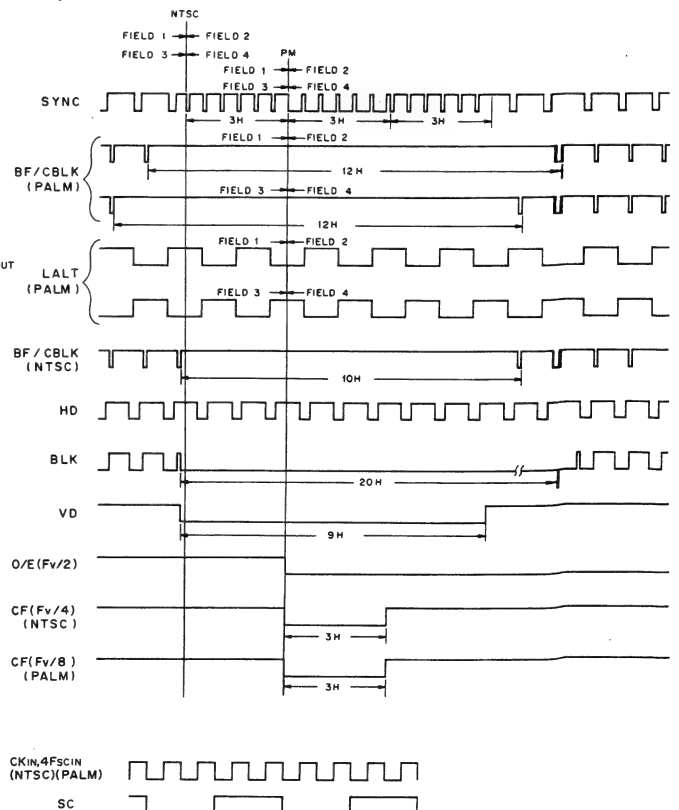 NTSC
FIELD 1 FIELD 2
FIELD 3 FIELD 4
PM
FIELD 1 FIELD 2
FIELD 3 FIELD 4
SYNC
3H 3H 3H
FIELD 1 FIELD 2
BF/CBLK
(PALM)
12H
FIELD 3 FIELD 4
12H
FIELD 1 FIELD 2
UT
LALT
(PALM)
FIELD 3 FIELD 4
BF/CBLK
(NTSC)
10H
HD
BLK
20H
VD
9H
O/E(Fv/2)
CF(Fv/4)
(NTSC)
3H
CF(Fv/8)
(PALM)
3H
CKIN,4FSCIN
(NTSC)(PALM)
SC